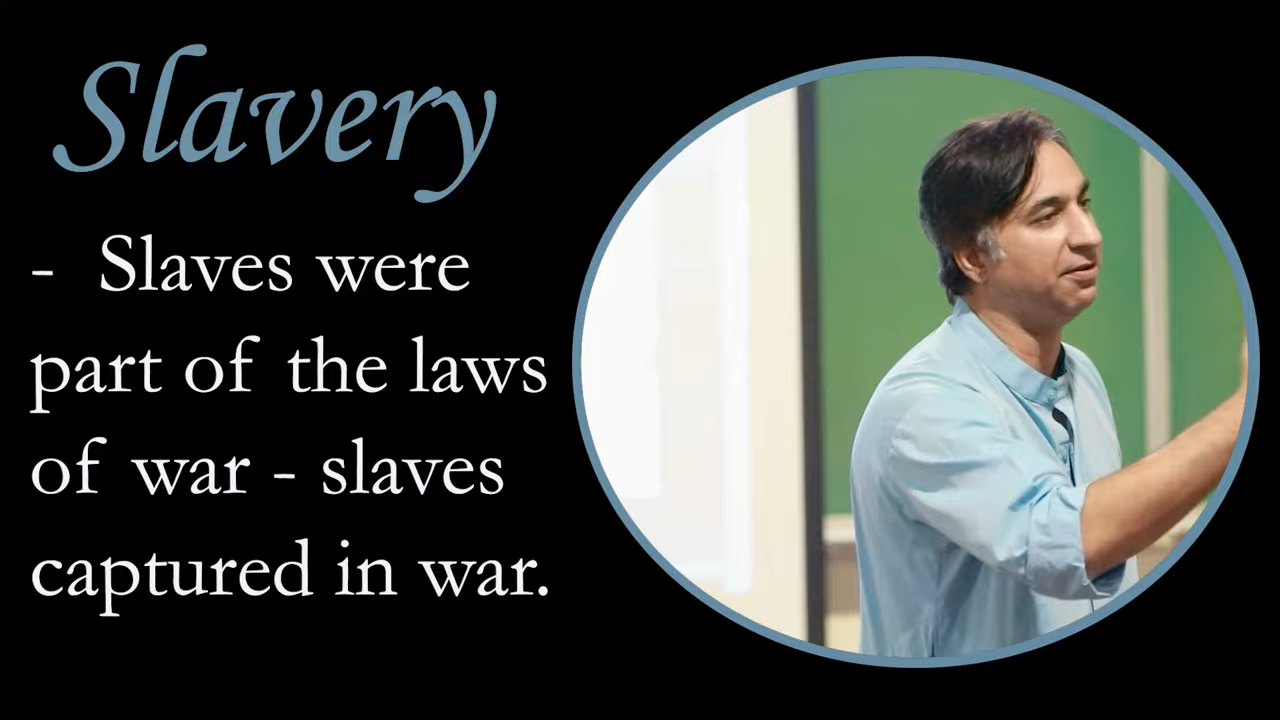 Slavery
- Slaves were
part of the laws
of war - slaves
captured in war.